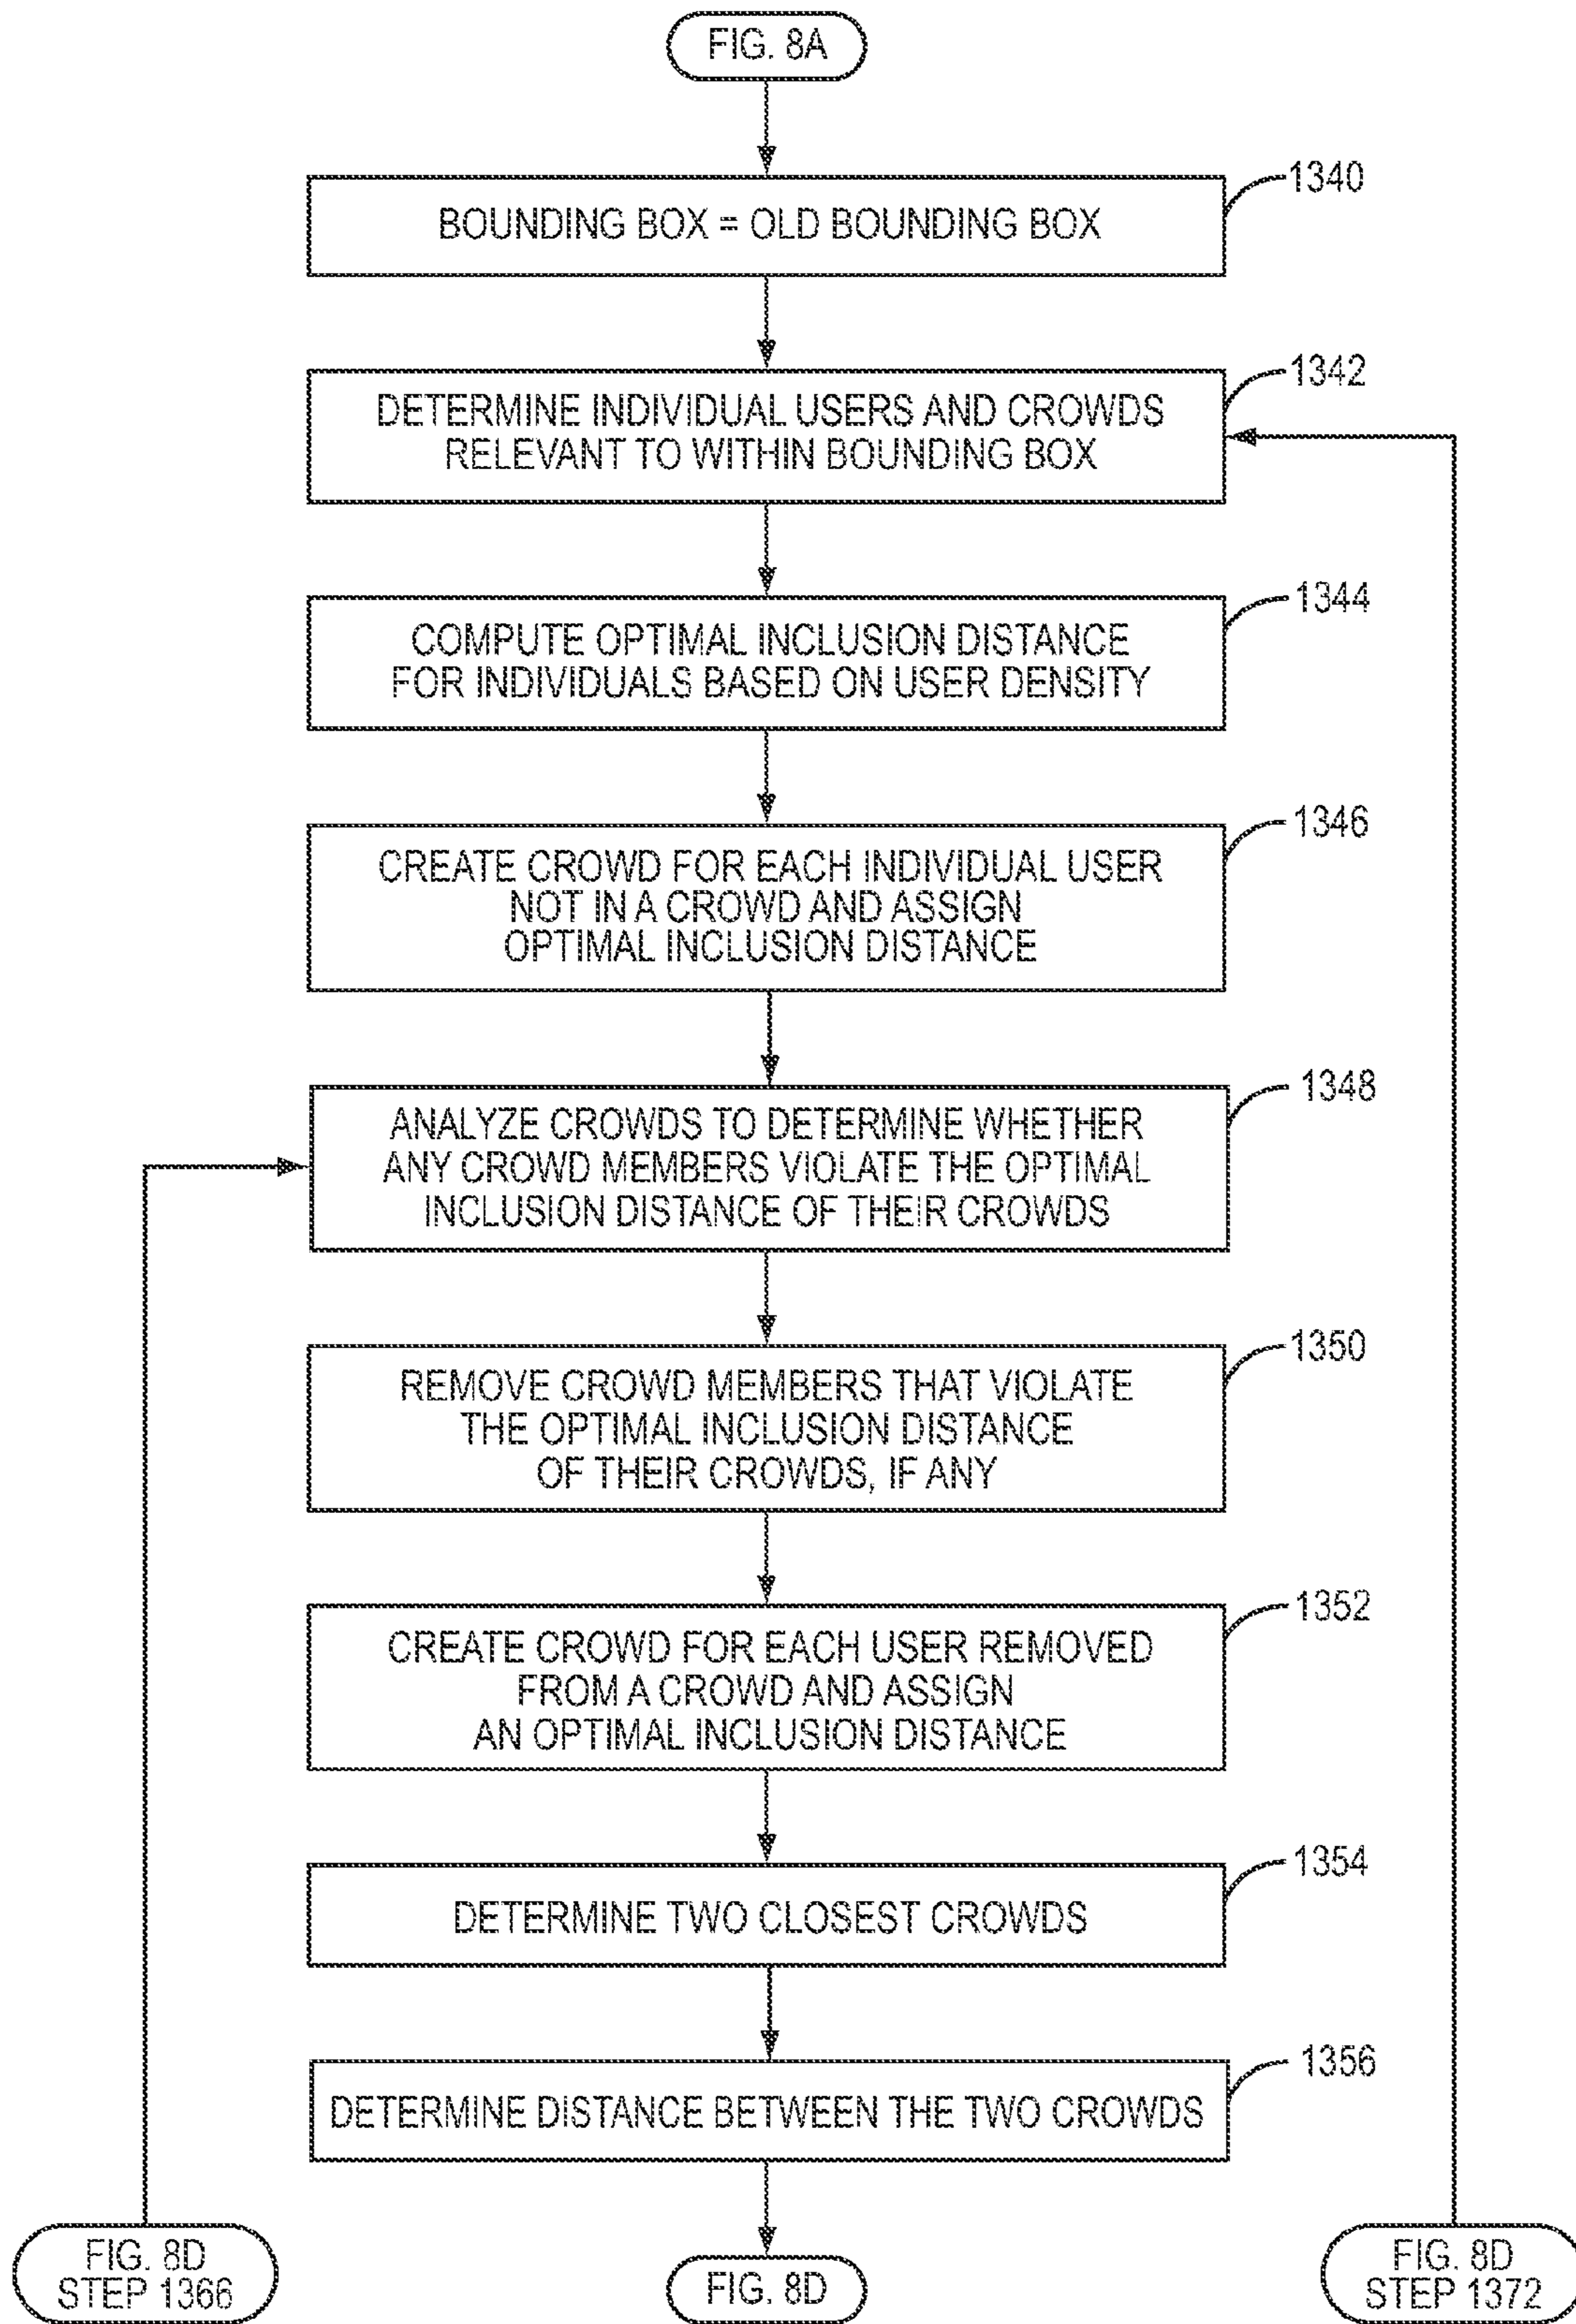 FIG. 8A
1340
BOUNDING BOX = OLD BOUNDING BOX
1342
DETERMINE INDIVIDUAL USERS AND CROWDS
RELEVANT TO WITHIN BOUNDING BOX
1344
COMPUTE OPTIMAL INCLUSION DISTANCE
FOR INDIVIDUALS BASED ON USER DENSITY
1346
CREATE CROWD FOR EACH INDIVIDUAL USER
NOT IN A CROWD AND ASSIGN
OPTIMAL INCLUSION DISTANCE
1348
ANALYZE CROWDS TO DETERMINE WHETHER
ANY CROWD MEMBERS VIOLATE THE OPTIMAL
INCLUSION DISTANCE OF THEIR CROWDS
1350
REMOVE CROWD MEMBERS THAT VIOLATE
THE OPTIMAL INCLUSION DISTANCE
OF THEIR CROWDS, IF ANY
1352
CREATE CROWD FOR EACH USER REMOVED
FROM A CROWD AND ASSIGN
AN OPTIMAL INCLUSION DISTANCE
1354
DETERMINE TWO CLOSEST CROWDS
1356
DETERMINE DISTANCE BETWEEN THE TWO CROWDS
FIG. 8D
STEP 1366
FIG. 8D
FIG. 8D
STEP 1372